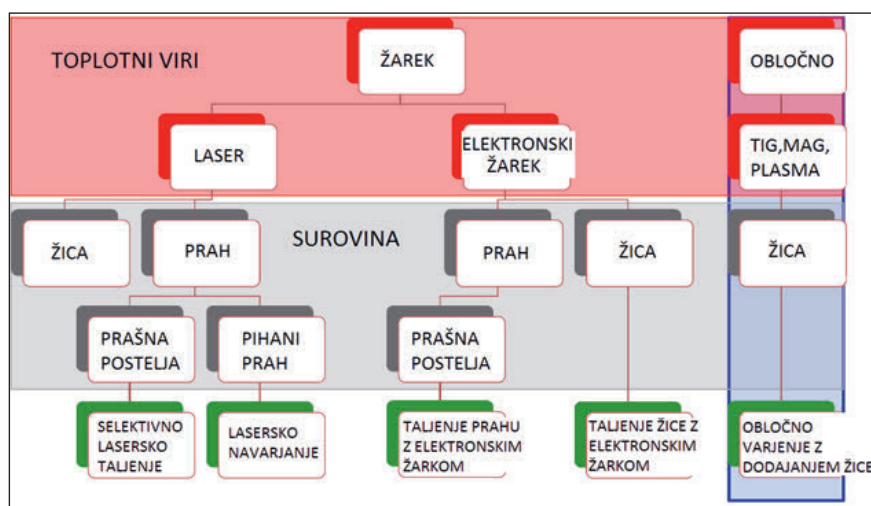 TOPLOTNI VIRI
ŽAREK
OBLOČNO
LASER
ELEKTRONSKI
ŽAREK
TIG,MAG,
PLASMA
SUROVINA
ŽICA
PRAH
PRAH
ŽICA
ŽICA
PRAŠNA
POSTELJA
PIHANI
PRAH
PRAŠNA
POSTELJA
SELEKTIVNO
LASERSKO
TALJENJE
LASERSKO
NAVARJANJE
TALJENJE PRAHU
Z ELEKTRONSKIM
ŽARKOM
TALJENJE ŽICE Z
ELEKTRONSKIM
ŽARKOM
OBLOČNO
VARJENJE Z
DODAJANJEM ŽICE